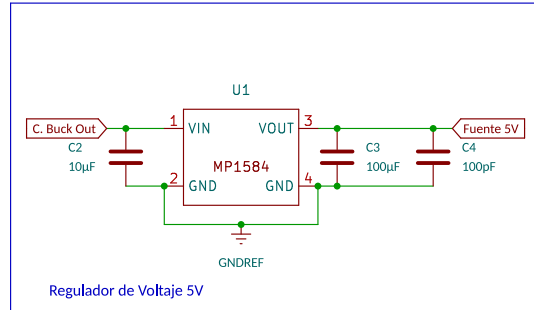 U1
C. Buck Out
1
VIN
VOUT
3
Fuente 5V
C2
10µF
MP1584
C3
100µF
C4
100pF
2
GND
GND
4
GNDREF
Regulador de Voltaje 5V